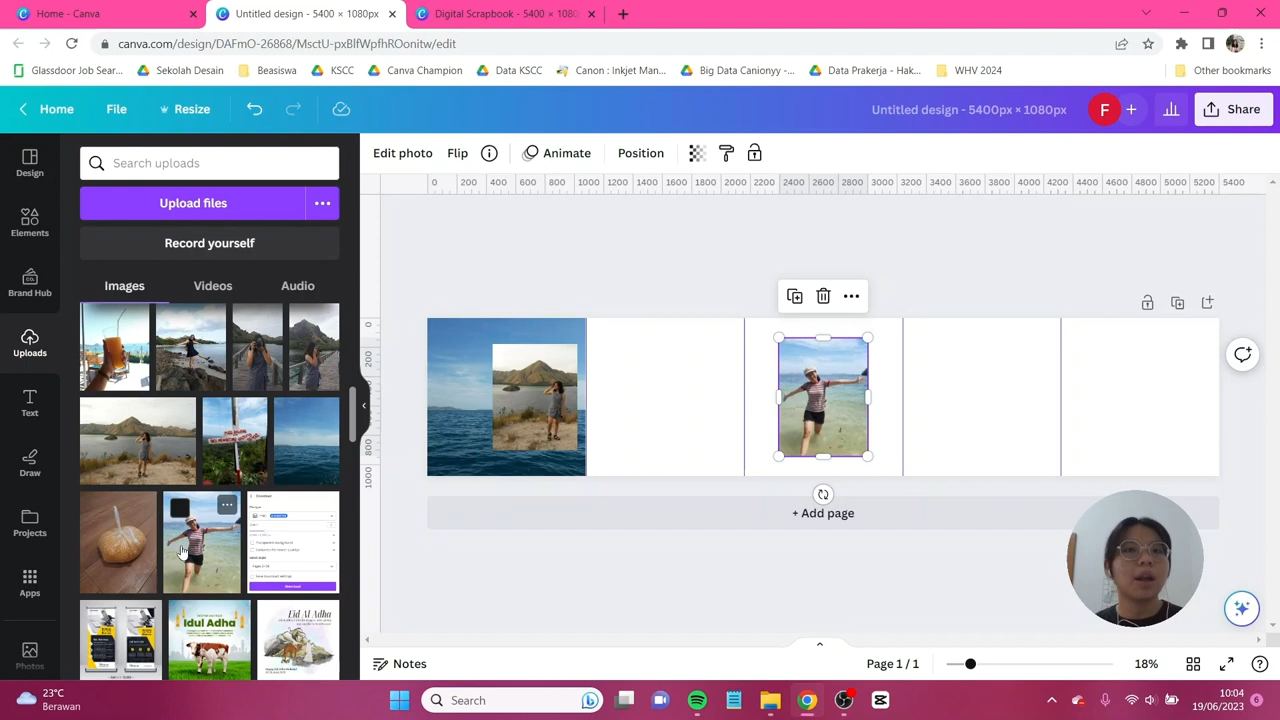 Home - Canva
Untitled design - 5400 × 1080px
Digital Scrapbook - 5400 × 1080
canva.com/design/DAFmO-26868/MsctU-pxBlfWpfhROonitw/edit
Glassdoor Job Sear...
Sekolah Desain
Beasiswa
KSCC
Canva Champion
Data KSCC
Canon : Inkjet Man...
Big Data Canionyy -...
Data Prakerja - Hak...
WHV 2024
Other bookmarks
Home
File
Resize
Untitled design - 5400px × 1080px
F
Share
Design
Elements
Brand Hub
Uploads
Text
Draw
Projects
Apps
Photos
Search uploads
Upload files
Record yourself
Images
Videos
Audio
Download
Idul Adha
Eid Al Adha
Edit photo
Flip
Animate
Position
0 200 400 600 800 1000 1200 1400 1600 1800 2000 2200 2400 2600 2800 3000 3200 3400 3600 3800 4000 4200 4400 4600 4800 5000 5200 5400
0
200
400
600
800
1000
+ Add page
Notes
Page 1 / 1
18%
23°C
Berawan
Search
10:04
19/06/2023
6